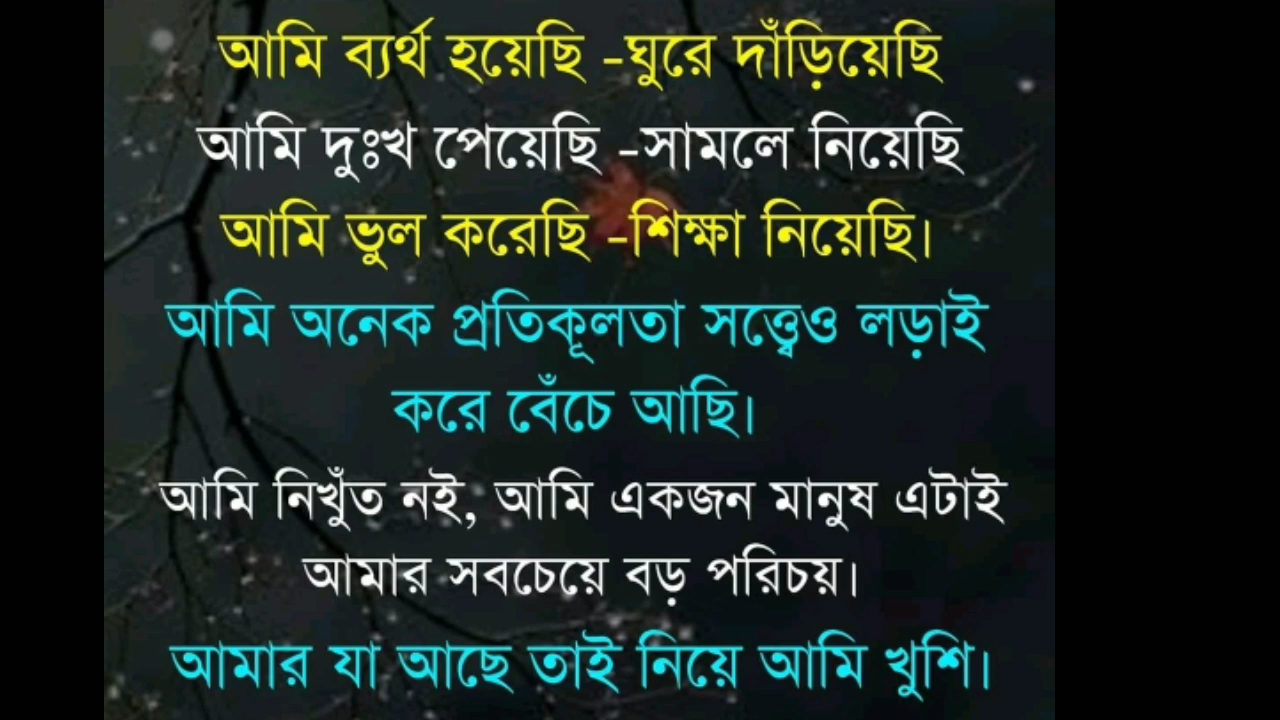 আমি ব্যর্থ হয়েছি -ঘুরে দাঁড়িয়েছি
আমি দুঃখ পেয়েছি -সামলে নিয়েছি
আমি ভুল করেছি -শিক্ষা নিয়েছি।
আমি অনেক প্রতিকূলতা সত্ত্বেও লড়াই
করে বেঁচে আছি।
আমি নিখুঁত নই, আমি একজন মানুষ এটাই
আমার সবচেয়ে বড় পরিচয়।
আমার যা আছে তাই নিয়ে আমি খুশি।